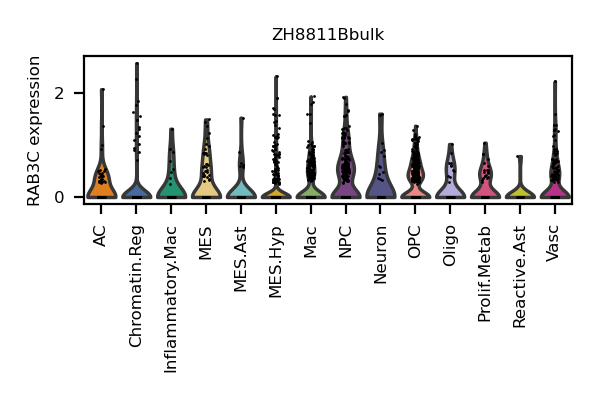 ZH8811Bbulk
RAB3C expression
2
0
AC
Chromatin.Reg
Inflammatory.Mac
MES
MES.Ast
MES.Hyp
Mac
NPC
Neuron
OPC
Oligo
Prolif.Metab
Reactive.Ast
Vasc